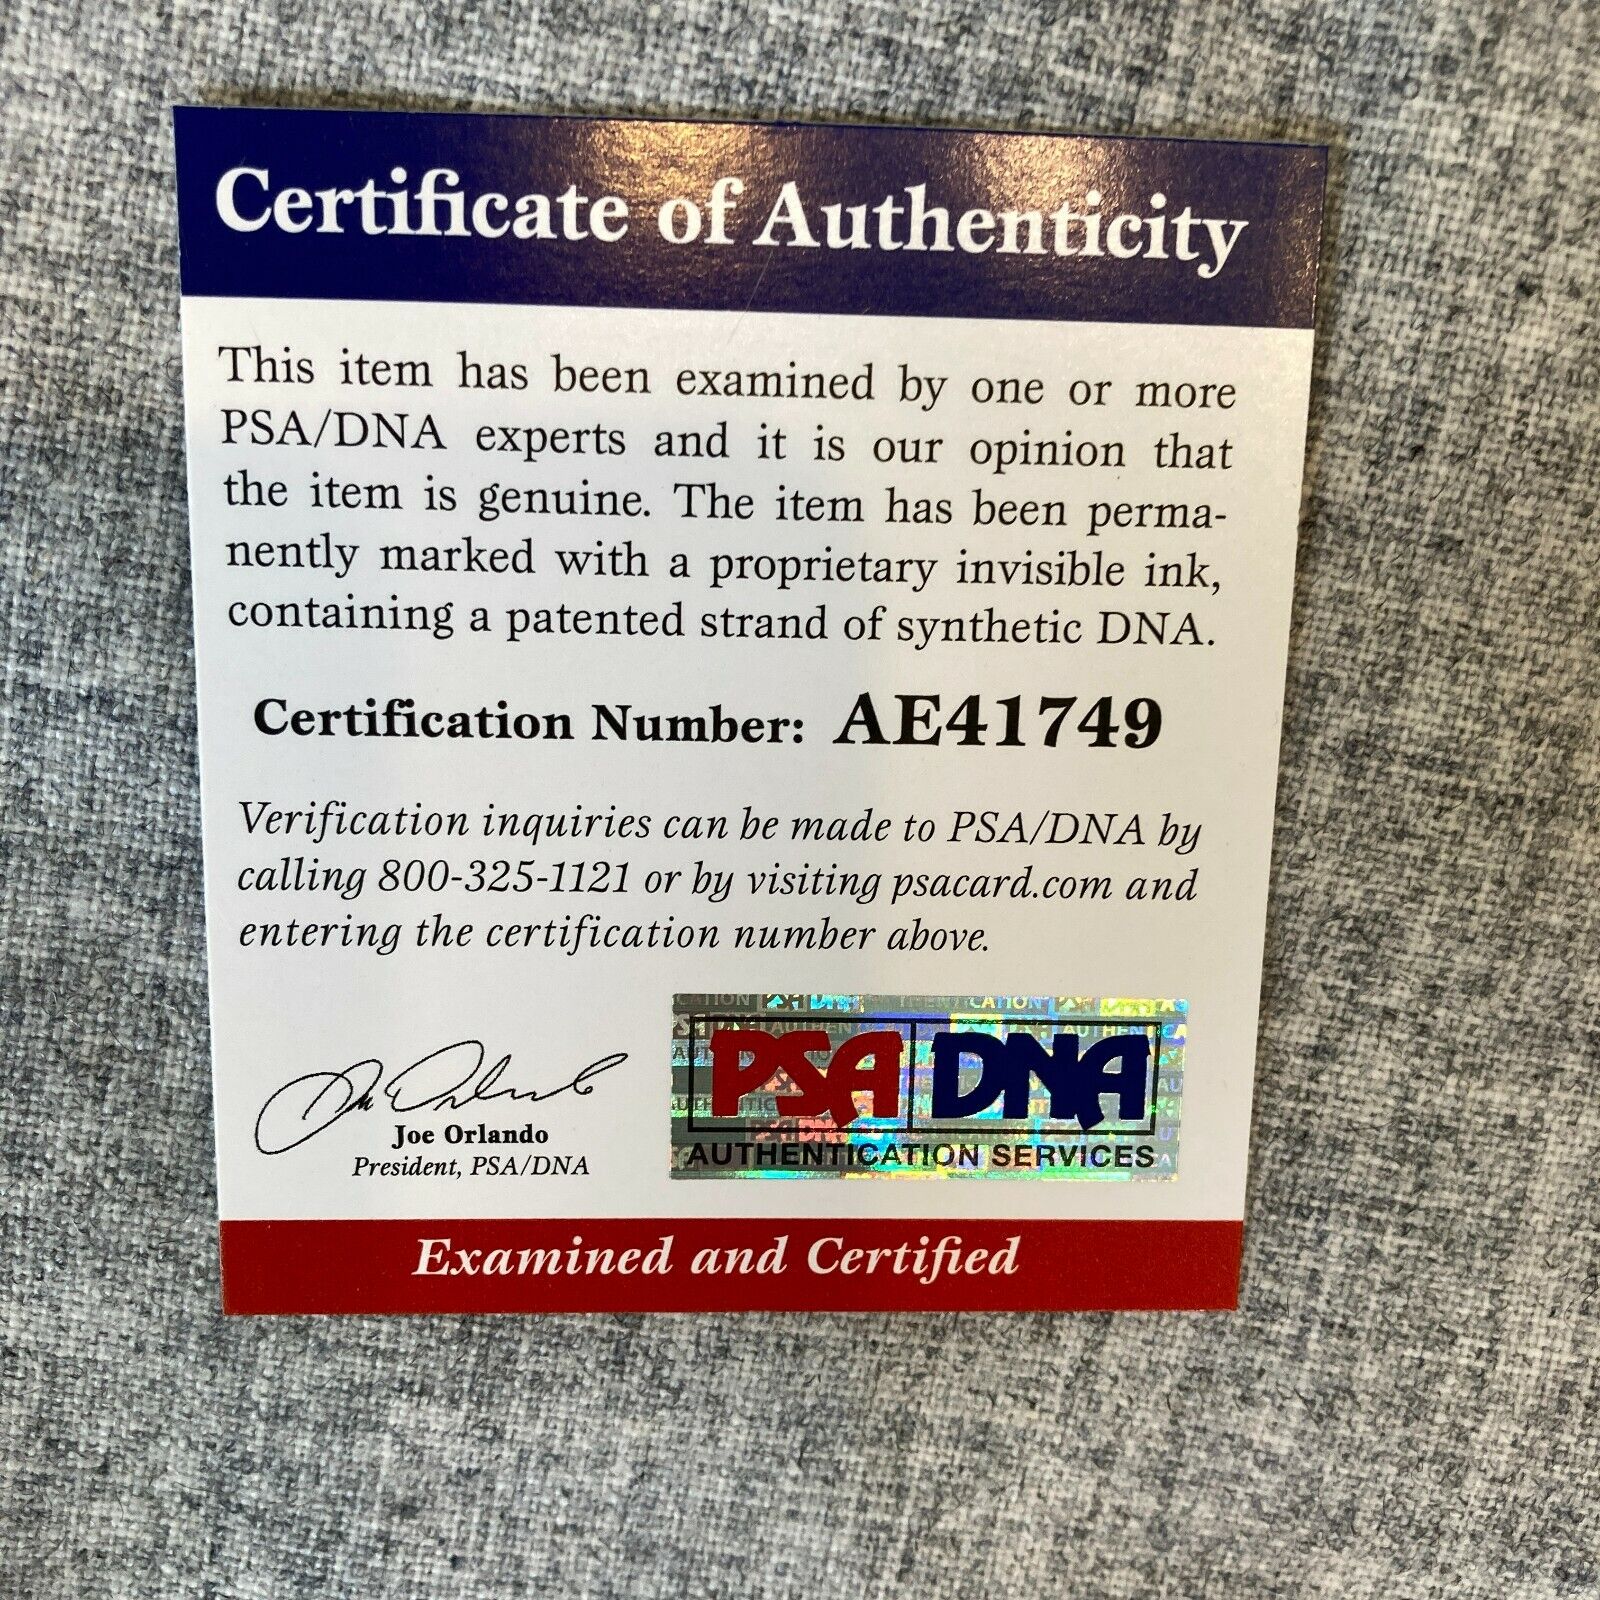 Certificate of Authenticity
This item has been examined by one or more
PSA/DNA experts and it is our opinion that
the item is genuine. The item has been perma-
nently marked with a proprietary invisible ink,
containing a patented strand of synthetic DNA.
Certification Number: AE41749
Verification inquiries can be made to PSA/DNA by
calling 800-325-1121 or by visiting psacard.com and
entering the certification number above.
Joe Orlando
President, PSA/DNA
PSA DNA
AUTHENTICATION SERVICES
Examined and Certified